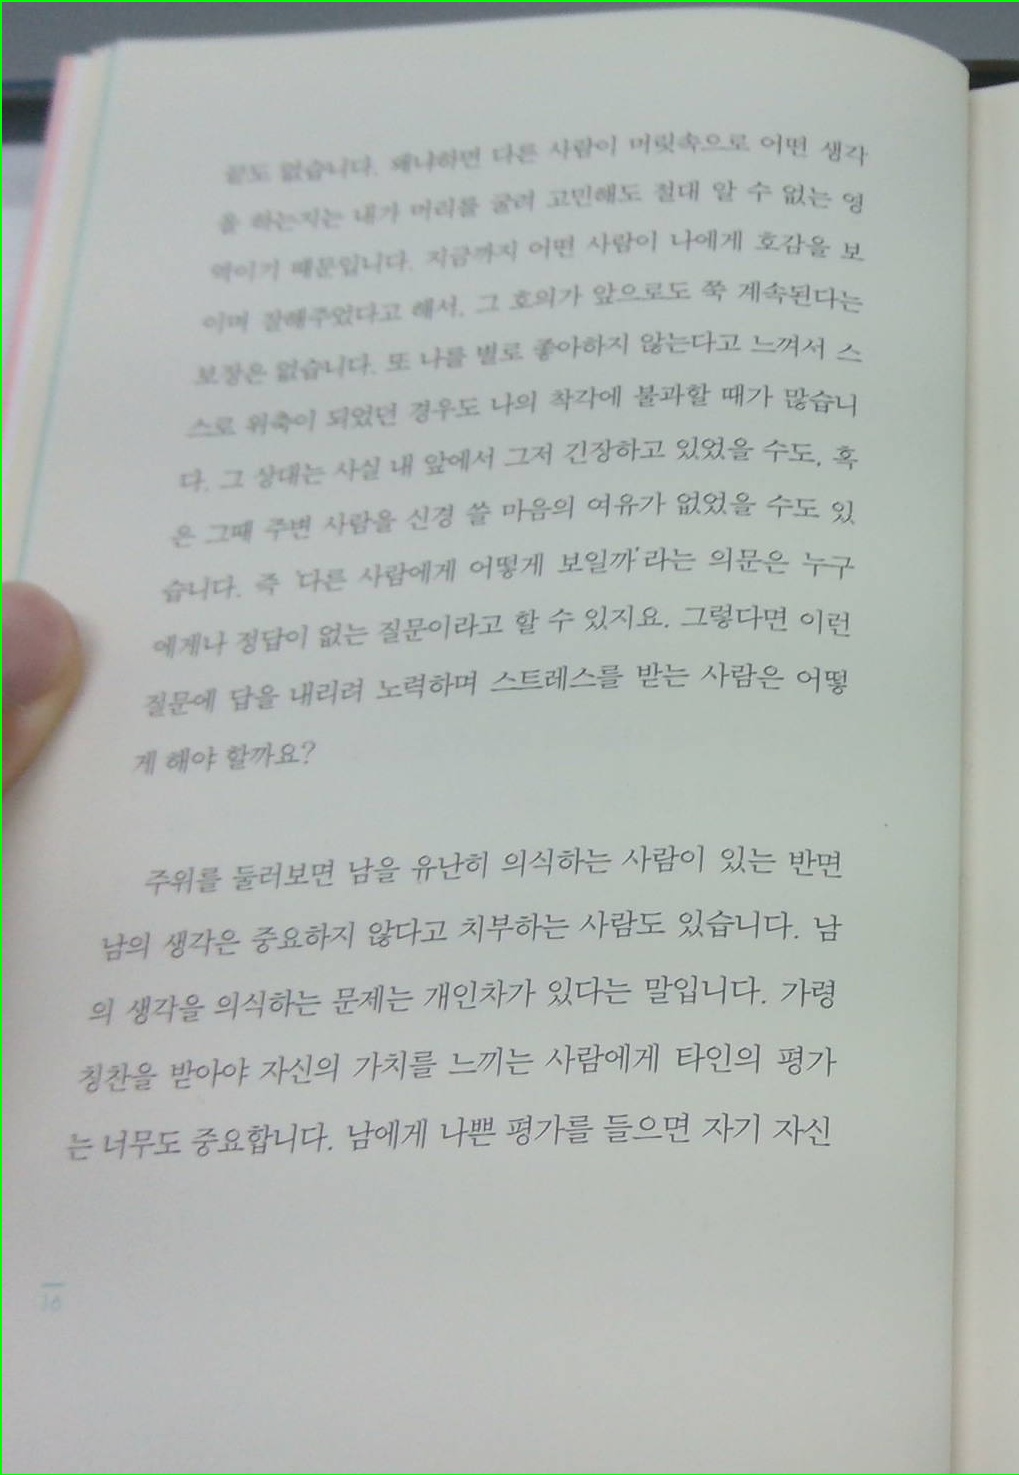 끝도 없습니다. 왜냐하면 다른 사람이 머릿속으로 어떤 생각
을 하는지는 내가 머리를 굴려 고민해도 절대 알 수 없는 영
역이기 때문입니다. 지금까지 어떤 사람이 나에게 호감을 보
이며 잘해주었다고 해서, 그 호의가 앞으로도 쭉 계속된다는
보장은 없습니다. 또 나를 별로 좋아하지 않는다고 느껴서 스
스로 위축이 되었던 경우도 나의 착각에 불과할 때가 많습니
다. 그 상대는 사실 내 앞에서 그저 긴장하고 있었을 수도, 혹
은 그때 주변 사람을 신경 쓸 마음의 여유가 없었을 수도 있
습니다. 즉 '다른 사람에게 어떻게 보일까'라는 의문은 누구
에게나 정답이 없는 질문이라고 할 수 있지요. 그렇다면 이런
질문에 답을 내리려 노력하며 스트레스를 받는 사람은 어떻
게 해야 할까요?
주위를 둘러보면 남을 유난히 의식하는 사람이 있는 반면
남의 생각은 중요하지 않다고 치부하는 사람도 있습니다. 남
의 생각을 의식하는 문제는 개인차가 있다는 말입니다. 가령
칭찬을 받아야 자신의 가치를 느끼는 사람에게 타인의 평가
는 너무도 중요합니다. 남에게 나쁜 평가를 들으면 자기 자신
16